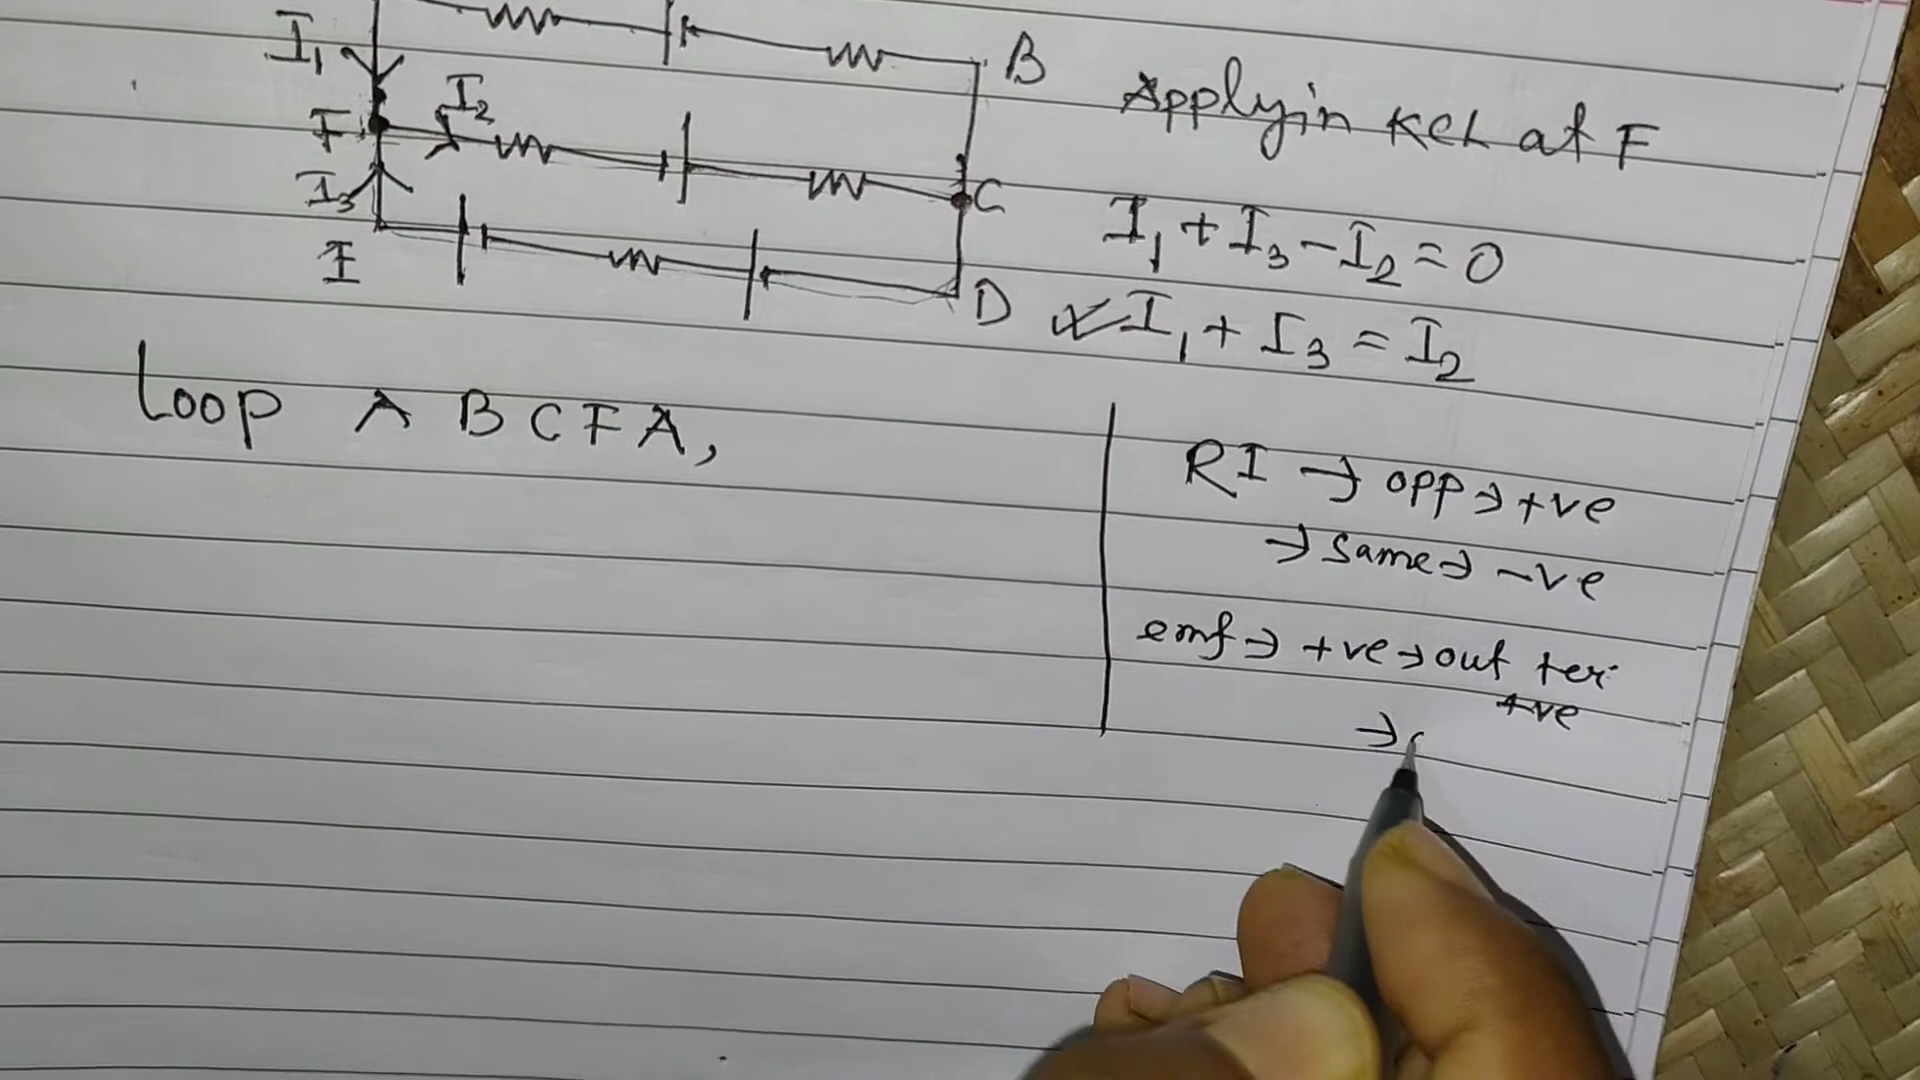 I₁
B
Applyin KCL at F
I₂
F
I₃
C
I₁ + I₃ - I₂ = 0
I
D
I₁ + I₃ = I₂
Loop A B C F A,
RI → opp → +ve
→ Same → -ve
emf → +ve → out ter
+ve
→